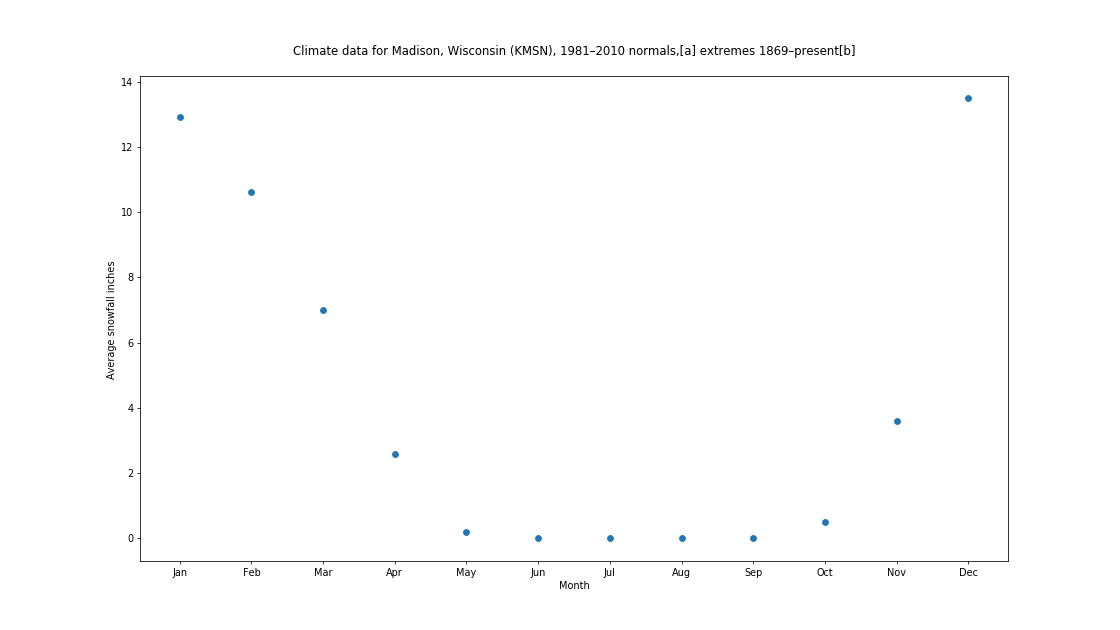 Climate data for Madison, Wisconsin (KMSN), 1981–2010 normals,[a] extremes 1869–present[b]
14
12
10
8
6
4
2
0
Average snowfall inches
Jan Feb Mar Apr May Jun Jul Aug Sep Oct Nov Dec
Month